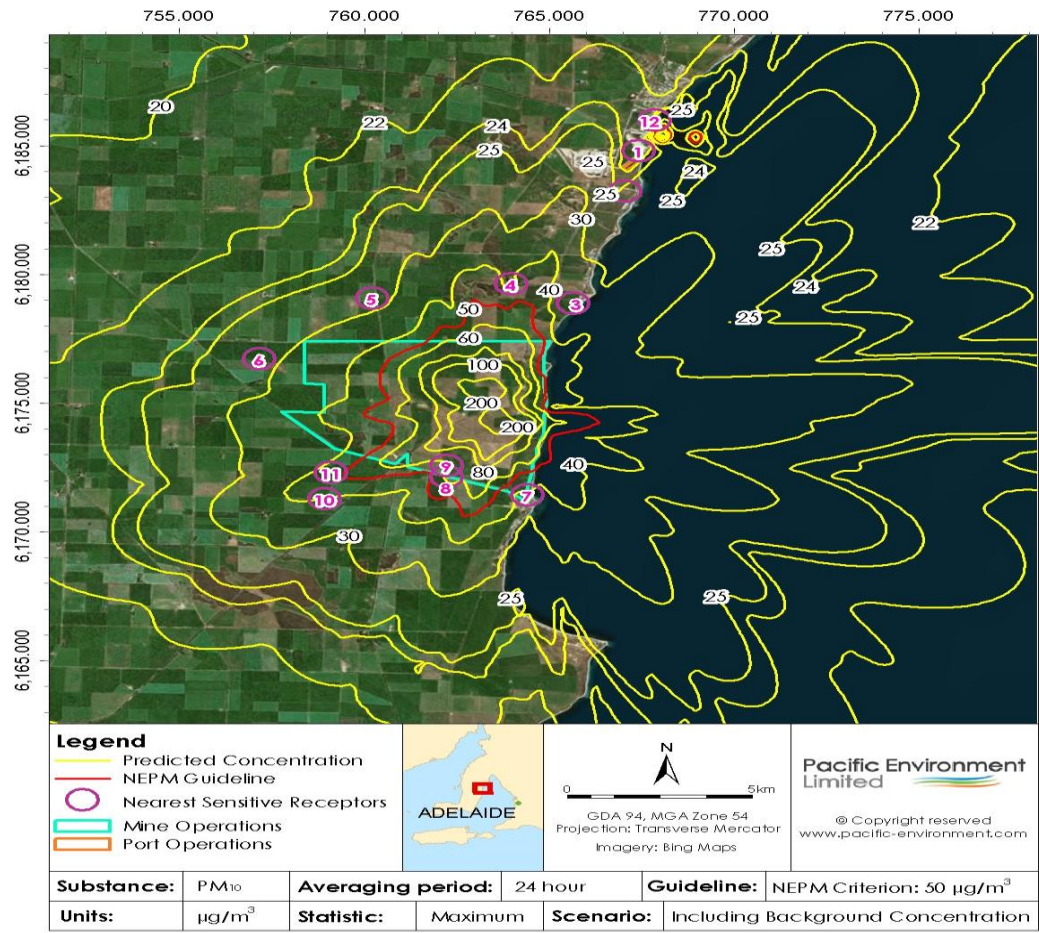 755.000 760.000 765.000 770.000 775.000
6,185.000
6,180.000
6,175.000
6,170.000
6,165.000
20
22
24
25
25
25
30
25
24
25
22
25
24
25
12
1
4
40
3
5
50
6
60
100
200
200
40
9
80
8
7
11
10
30
25
25
Legend
Predicted Concentration
NEPM Guideline
Nearest Sensitive Receptors
Mine Operations
Port Operations
ADELAIDE
N
0 5km
GDA 94, MGA Zone 54
Projection: Transverse Mercator
Imagery: Bing Maps
Pacific Environment
Limited
© Copyright reserved
www.pacific-environment.com
Substance: PM₁₀ Averaging period: 24 hour Guideline: NEPM Criterion: 50 µg/m³
Units: µg/m³ Statistic: Maximum Scenario: Including Background Concentration